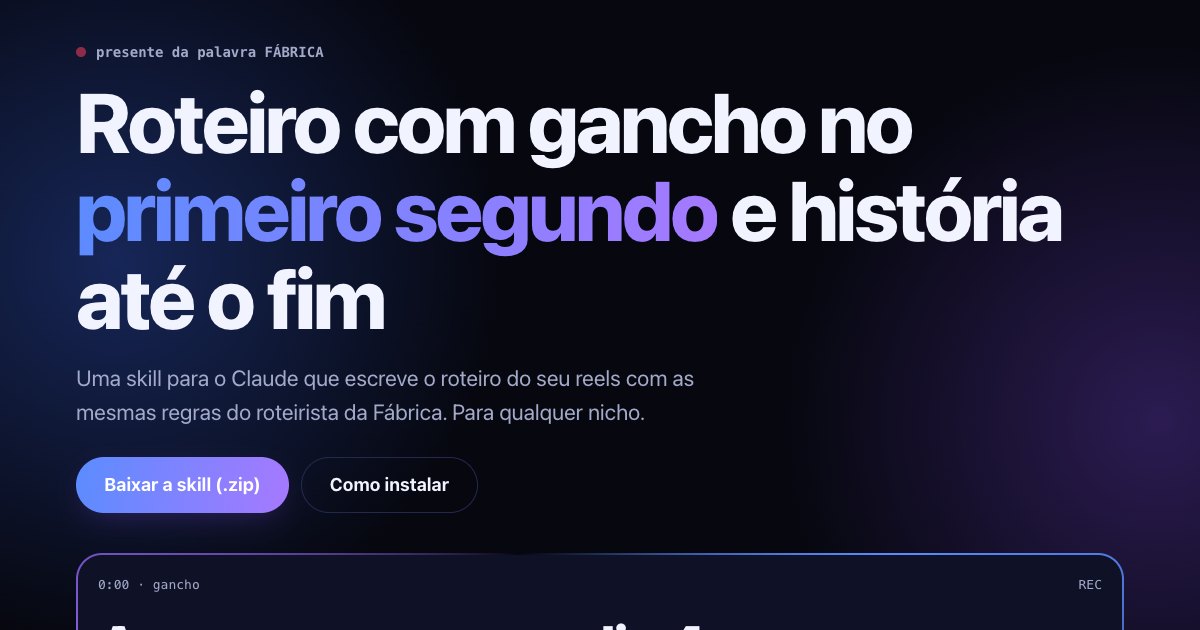 presente da palavra FÁBRICA
Roteiro com gancho no
primeiro segundo e história
até o fim
Uma skill para o Claude que escreve o roteiro do seu reels com as
mesmas regras do roteirista da Fábrica. Para qualquer nicho.
Baixar a skill (.zip)
Como instalar
0:00 · gancho
REC